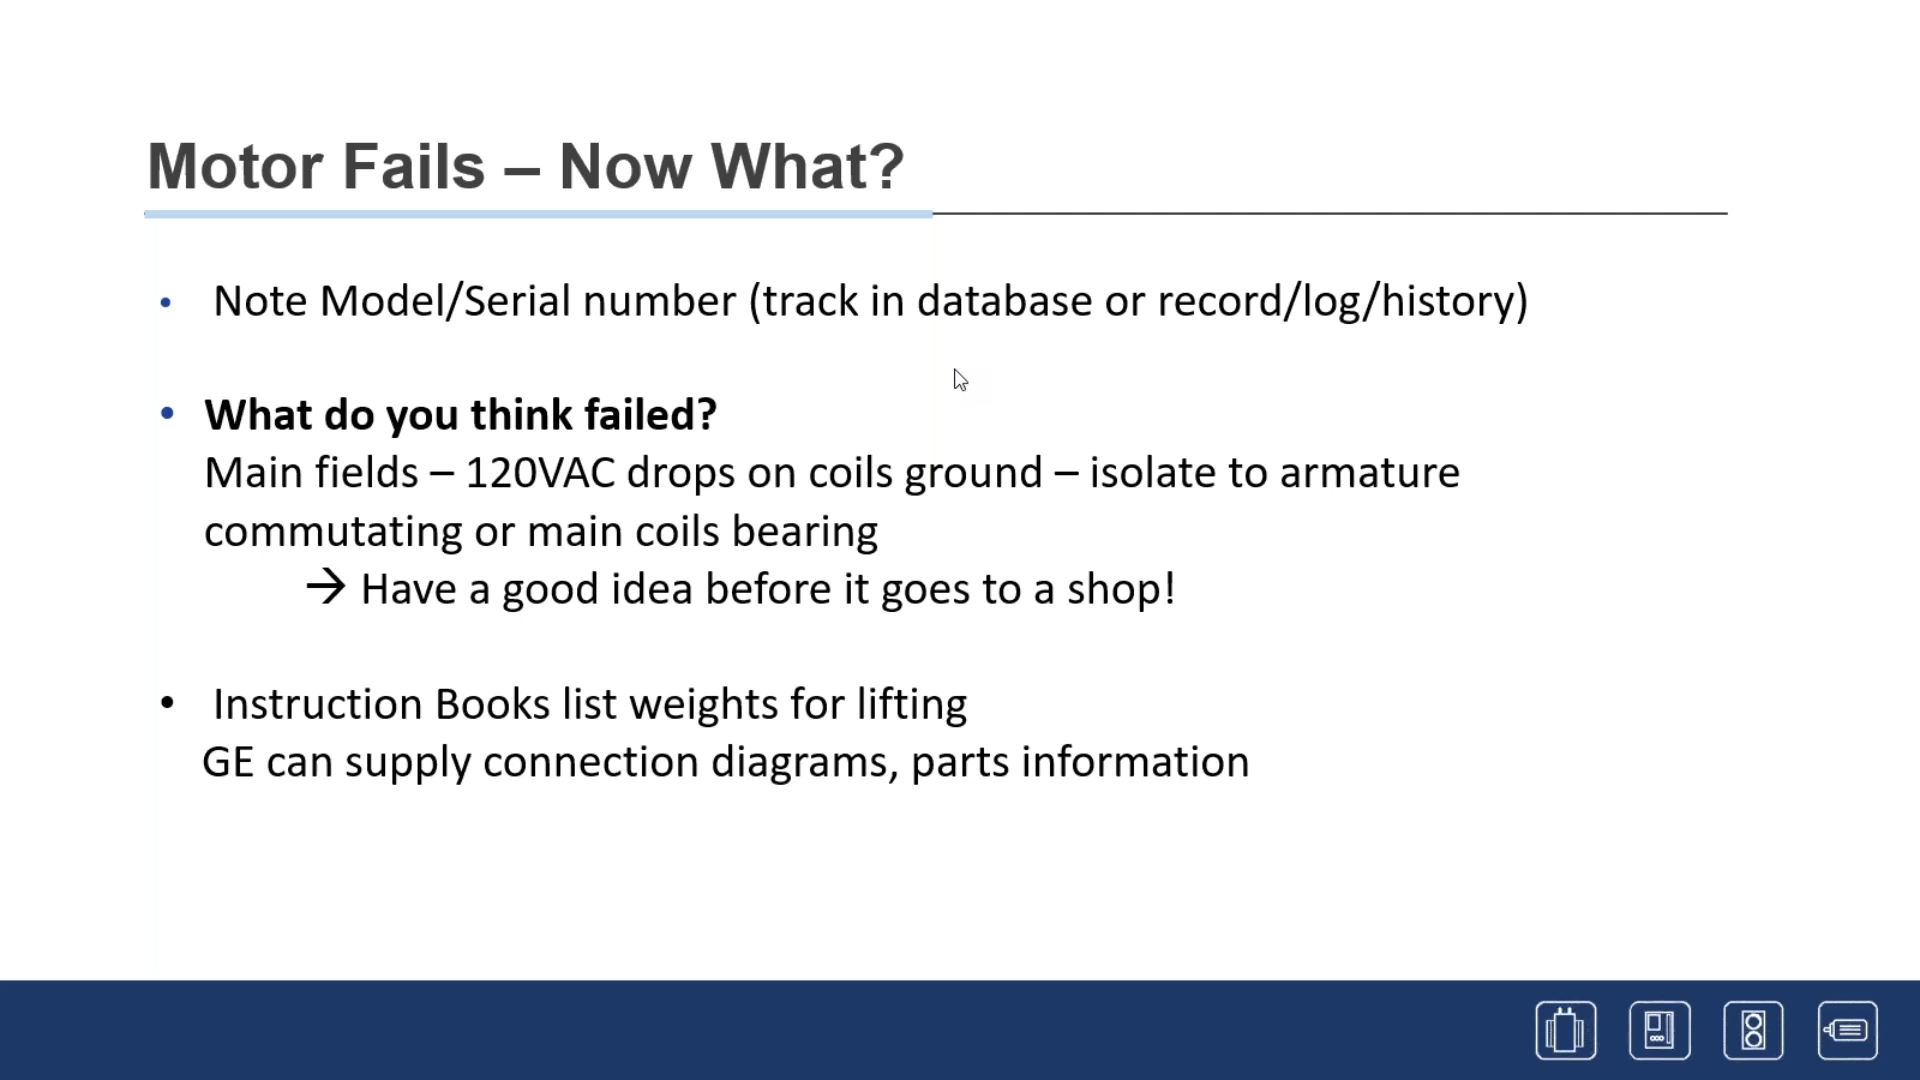 Motor Fails – Now What?
• Note Model/Serial number (track in database or record/log/history)
• What do you think failed?
Main fields – 120VAC drops on coils ground – isolate to armature
commutating or main coils bearing
→ Have a good idea before it goes to a shop!
• Instruction Books list weights for lifting
GE can supply connection diagrams, parts information